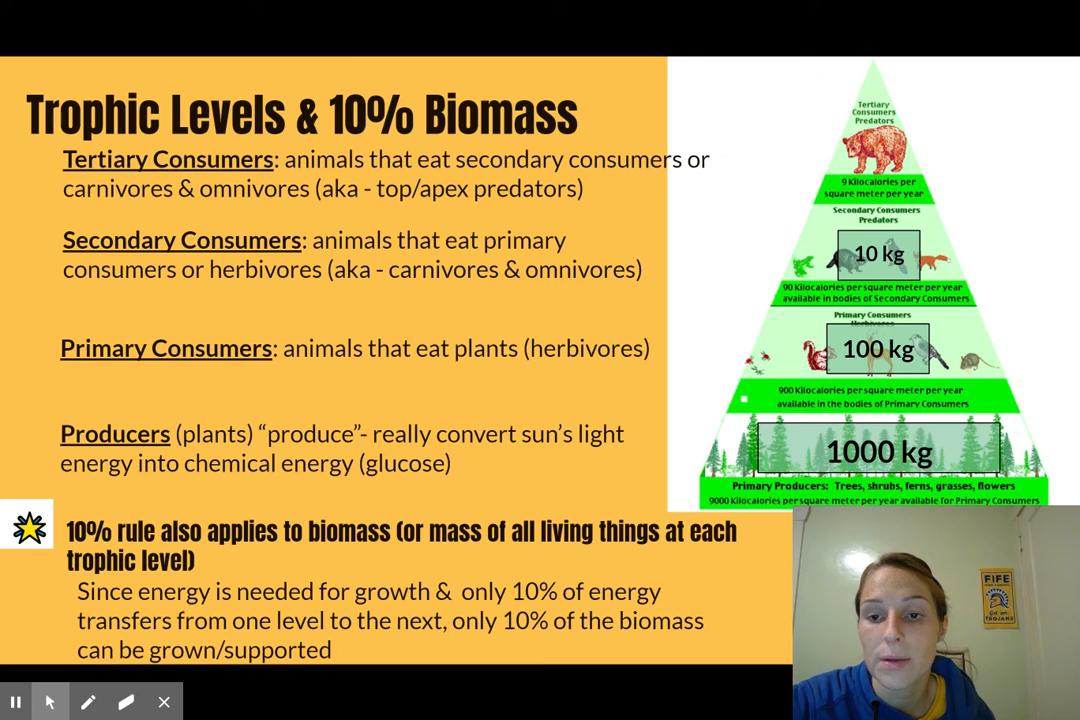 Trophic Levels & 10% Biomass
Tertiary Consumers: animals that eat secondary consumers or
carnivores & omnivores (aka - top/apex predators)
Secondary Consumers: animals that eat primary
consumers or herbivores (aka - carnivores & omnivores)
Primary Consumers: animals that eat plants (herbivores)
Producers (plants) “produce”- really convert sun’s light
energy into chemical energy (glucose)
10% rule also applies to biomass (or mass of all living things at each
trophic level)
Since energy is needed for growth &  only 10% of energy
transfers from one level to the next, only 10% of the biomass
can be grown/supported
Tertiary
Consumers
Predators
9 Kilocalories per
square meter per year
Secondary Consumers
Predators
10 kg
90 Kilocalories per square meter per year
available in bodies of Secondary Consumers
Primary Consumers
Herbivores
100 kg
900 Kilocalories per square meter per year
available in the bodies of Primary Consumers
1000 kg
Primary Producers: Trees, shrubs, ferns, grasses, flowers
9000 Kilocalories per square meter per year available for Primary Consumers
FIFE
TROJANS